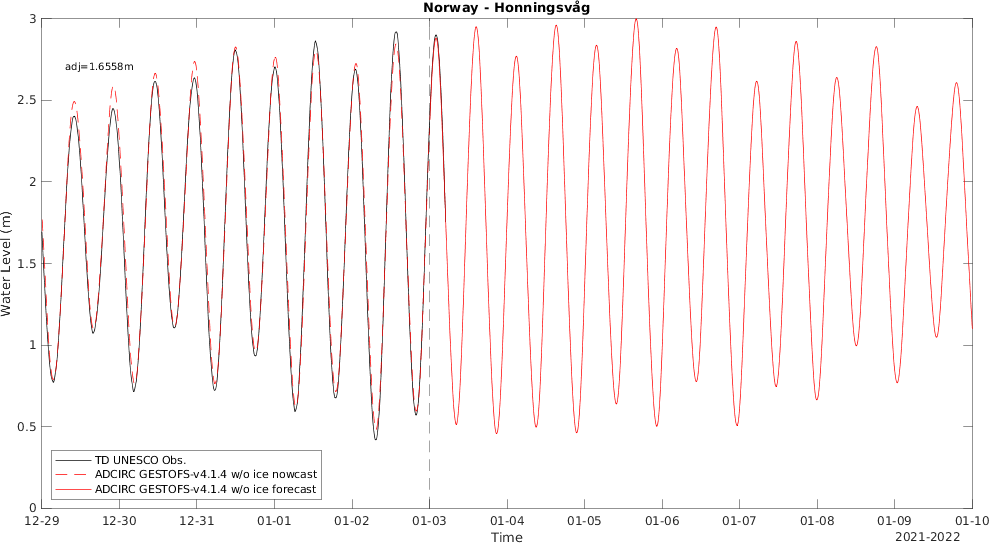 Norway - Honningsvåg
3
adj=1.6558m
2.5
2
Water Level (m)
1.5
1
0.5
TD UNESCO Obs.
ADCIRC GESTOFS-v4.1.4 w/o ice nowcast
ADCIRC GESTOFS-v4.1.4 w/o ice forecast
0
12-29 12-30 12-31 01-01 01-02 01-03 01-04 01-05 01-06 01-07 01-08 01-09 01-10
Time
2021-2022